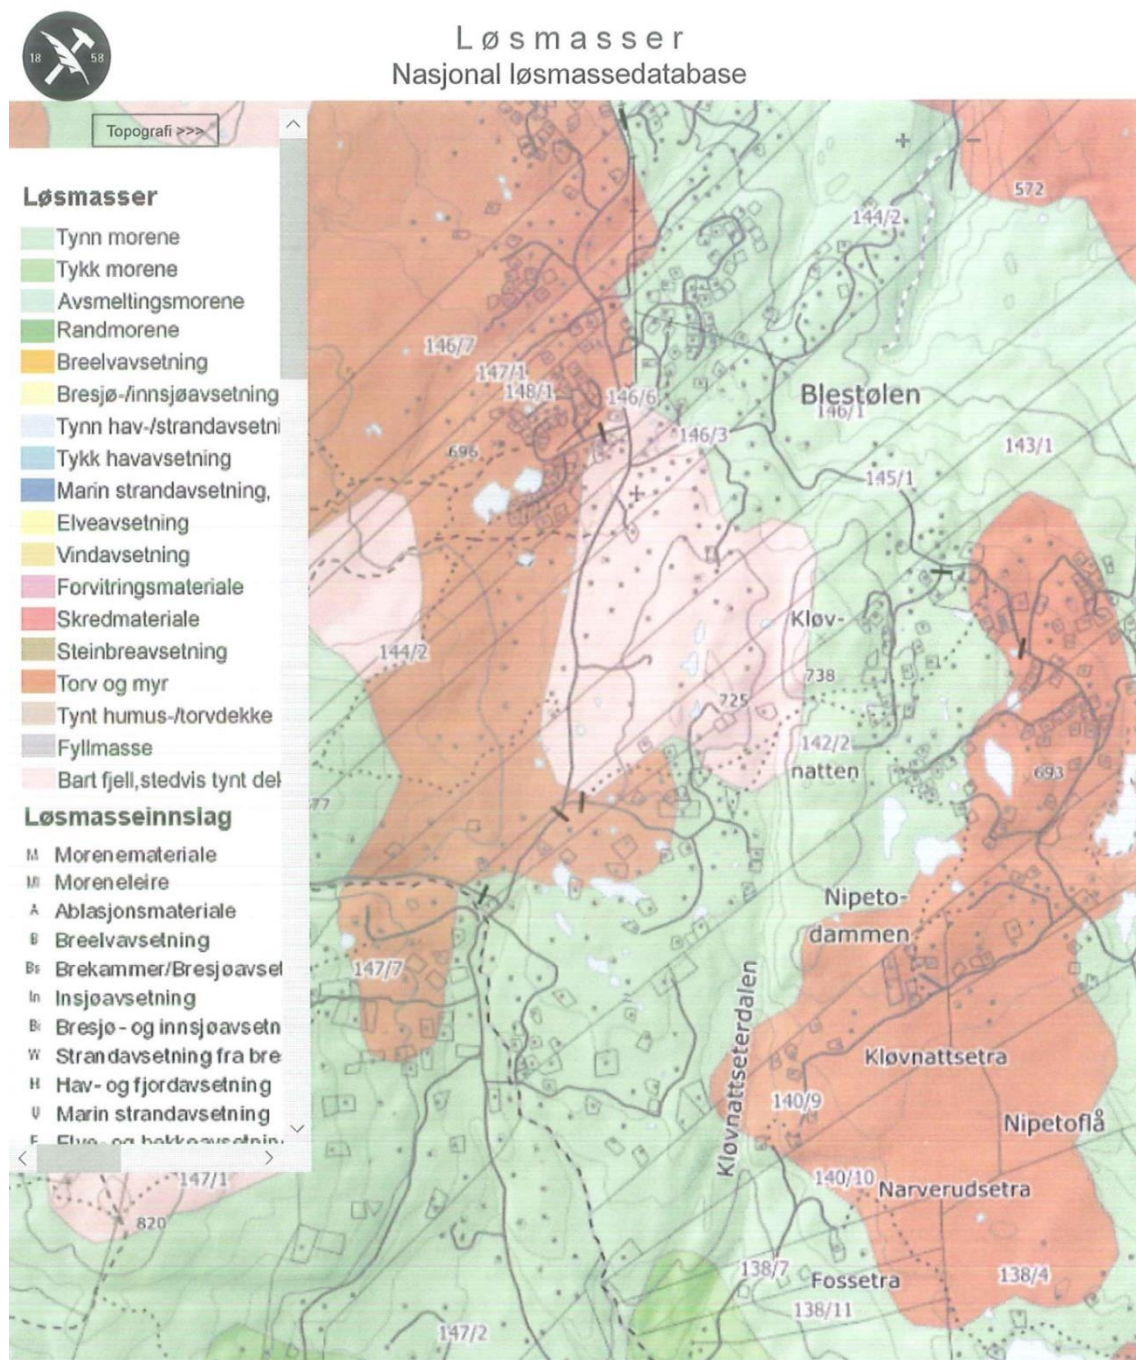 Løsmasser
Nasjonal løsmassedatabase
18 58
Topografi >>>
Løsmasser
Tynn morene
Tykk morene
Avsmeltingsmorene
Randmorene
Breelvavsetning
Bresjø-/innsjøavsetning
Tynn hav-/strandavsetni
Tykk havavsetning
Marin strandavsetning,
Elveavsetning
Vindavsetning
Forvitringsmateriale
Skredmateriale
Steinbreavsetning
Torv og myr
Tynt humus-/torvdekke
Fyllmasse
Bart fjell,stedvis tynt del
Løsmasseinnslag
M Morenemateriale
Moreneleire
A Ablasjonsmateriale
B Breelvavsetning
Brekammer/Bresjøavset
In Insjøavsetning
Bi Bresjø- og innsjøavsetn
W Strandavsetning fra bre
H Hav- og fjordavsetning
U Marin strandavsetning
572
144/2
146/7
147/1
148/1
146/6
Blestølen
146/1
146/3
143/1
696
145/1
Kløv-
144/2
738
725
142/2
natten
693
77
Nipeto-
dammen
147/7
Kløvnattseterdalen
Kløvnattsetra
140/9
Nipetoflå
147/1
140/10
Narverudsetra
820
138/7
Fossetra
138/4
138/11
147/2